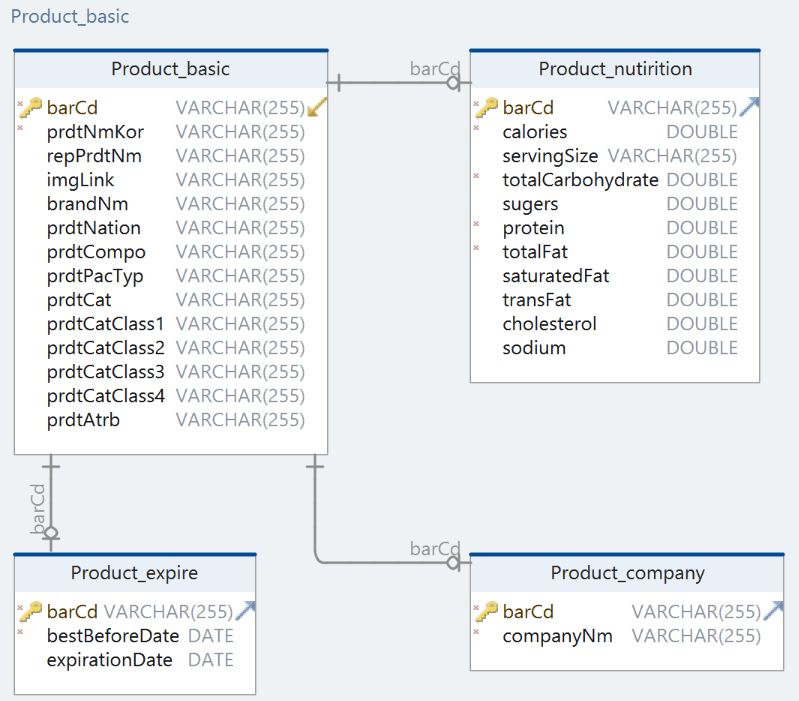 Product_basic
Product_basic
barCd VARCHAR(255)
prdtNmKor VARCHAR(255)
repPrdtNm VARCHAR(255)
imgLink VARCHAR(255)
brandNm VARCHAR(255)
prdtNation VARCHAR(255)
prdtCompo VARCHAR(255)
prdtPacTyp VARCHAR(255)
prdtCat VARCHAR(255)
prdtCatClass1 VARCHAR(255)
prdtCatClass2 VARCHAR(255)
prdtCatClass3 VARCHAR(255)
prdtCatClass4 VARCHAR(255)
prdtAtrb VARCHAR(255)
barCd
Product_nutirition
barCd VARCHAR(255)
calories DOUBLE
servingSize VARCHAR(255)
totalCarbohydrate DOUBLE
sugers DOUBLE
protein DOUBLE
totalFat DOUBLE
saturatedFat DOUBLE
transFat DOUBLE
cholesterol DOUBLE
sodium DOUBLE
barCd
Product_expire
barCd VARCHAR(255)
bestBeforeDate DATE
expirationDate DATE
barCd
Product_company
barCd VARCHAR(255)
companyNm VARCHAR(255)